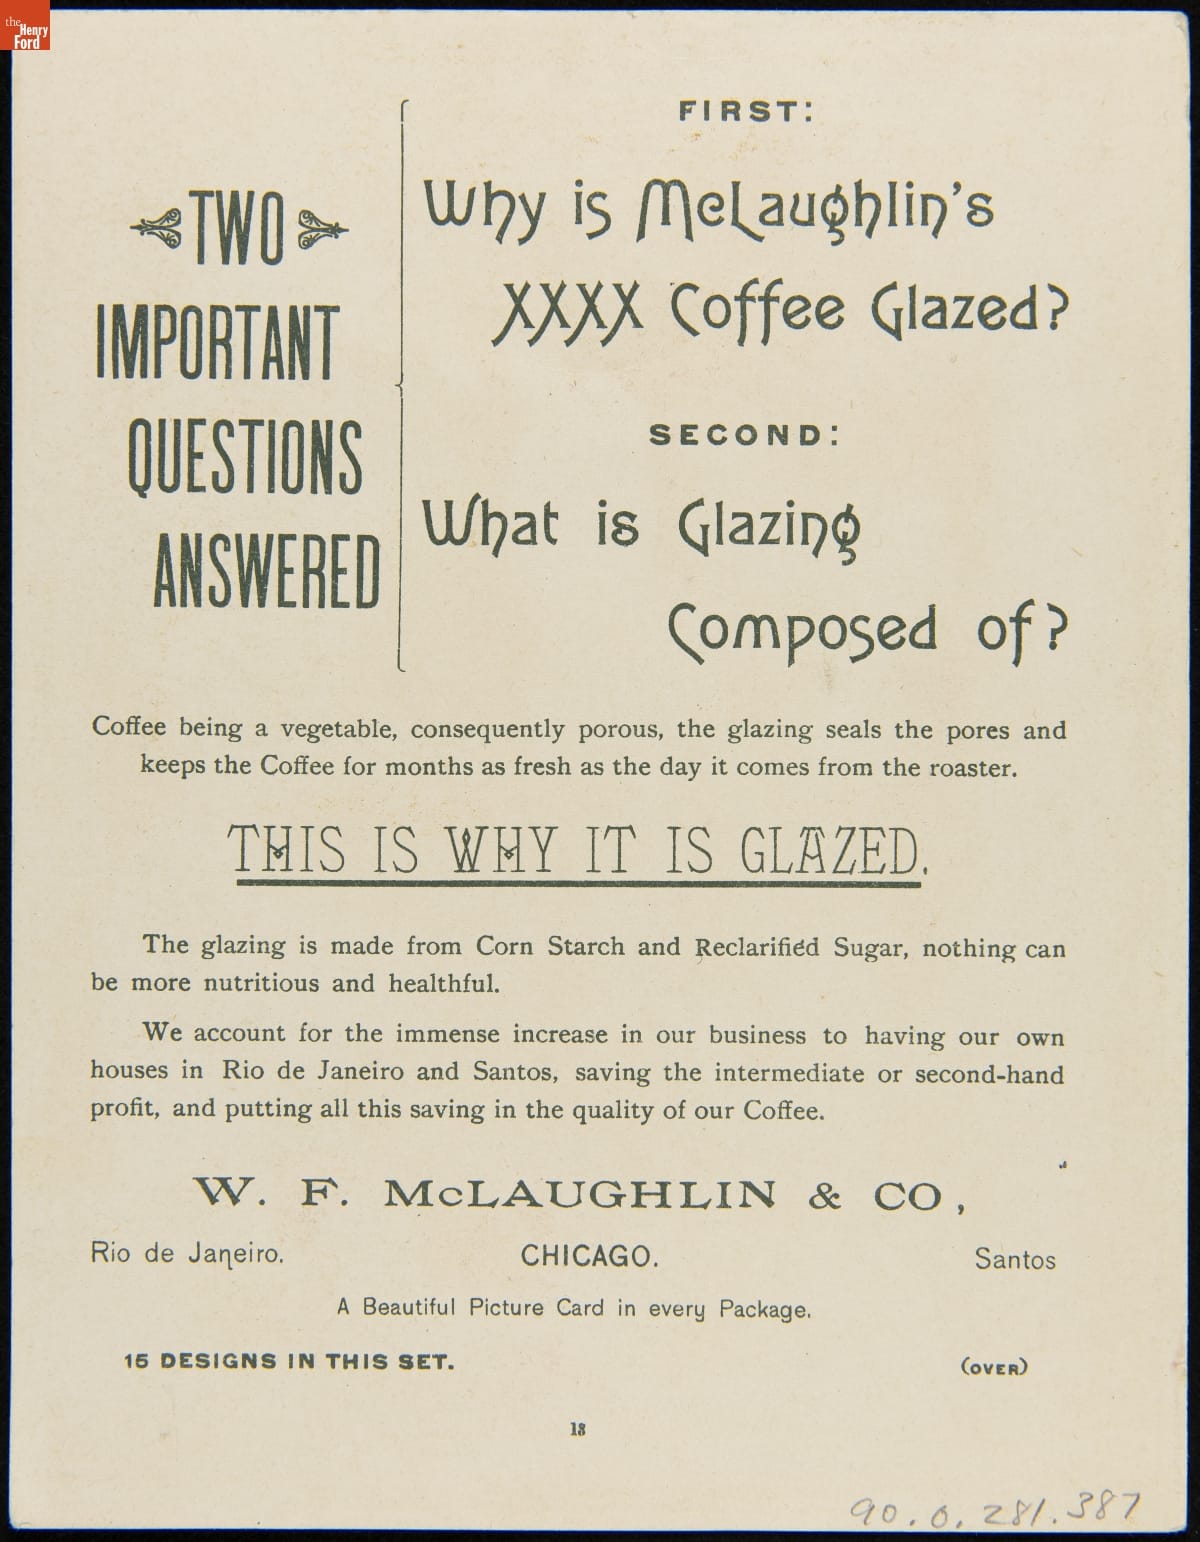 the
Henry
Ford
TWO
IMPORTANT
QUESTIONS
ANSWERED
FIRST:
Why is McLaughlin's
XXXX Coffee Glazed?
SECOND:
What is Glazing
Composed of?
Coffee being a vegetable, consequently porous, the glazing seals the pores and
keeps the Coffee for months as fresh as the day it comes from the roaster.
THIS IS WHY IT IS GLAZED.
The glazing is made from Corn Starch and Reclarified Sugar, nothing can
be more nutritious and healthful.
We account for the immense increase in our business to having our own
houses in Rio de Janeiro and Santos, saving the intermediate or second-hand
profit, and putting all this saving in the quality of our Coffee.
W. F. McLAUGHLIN & CO,
Rio de Janeiro. CHICAGO. Santos
A Beautiful Picture Card in every Package.
15 DESIGNS IN THIS SET. (OVER)
18
90.0.281.387